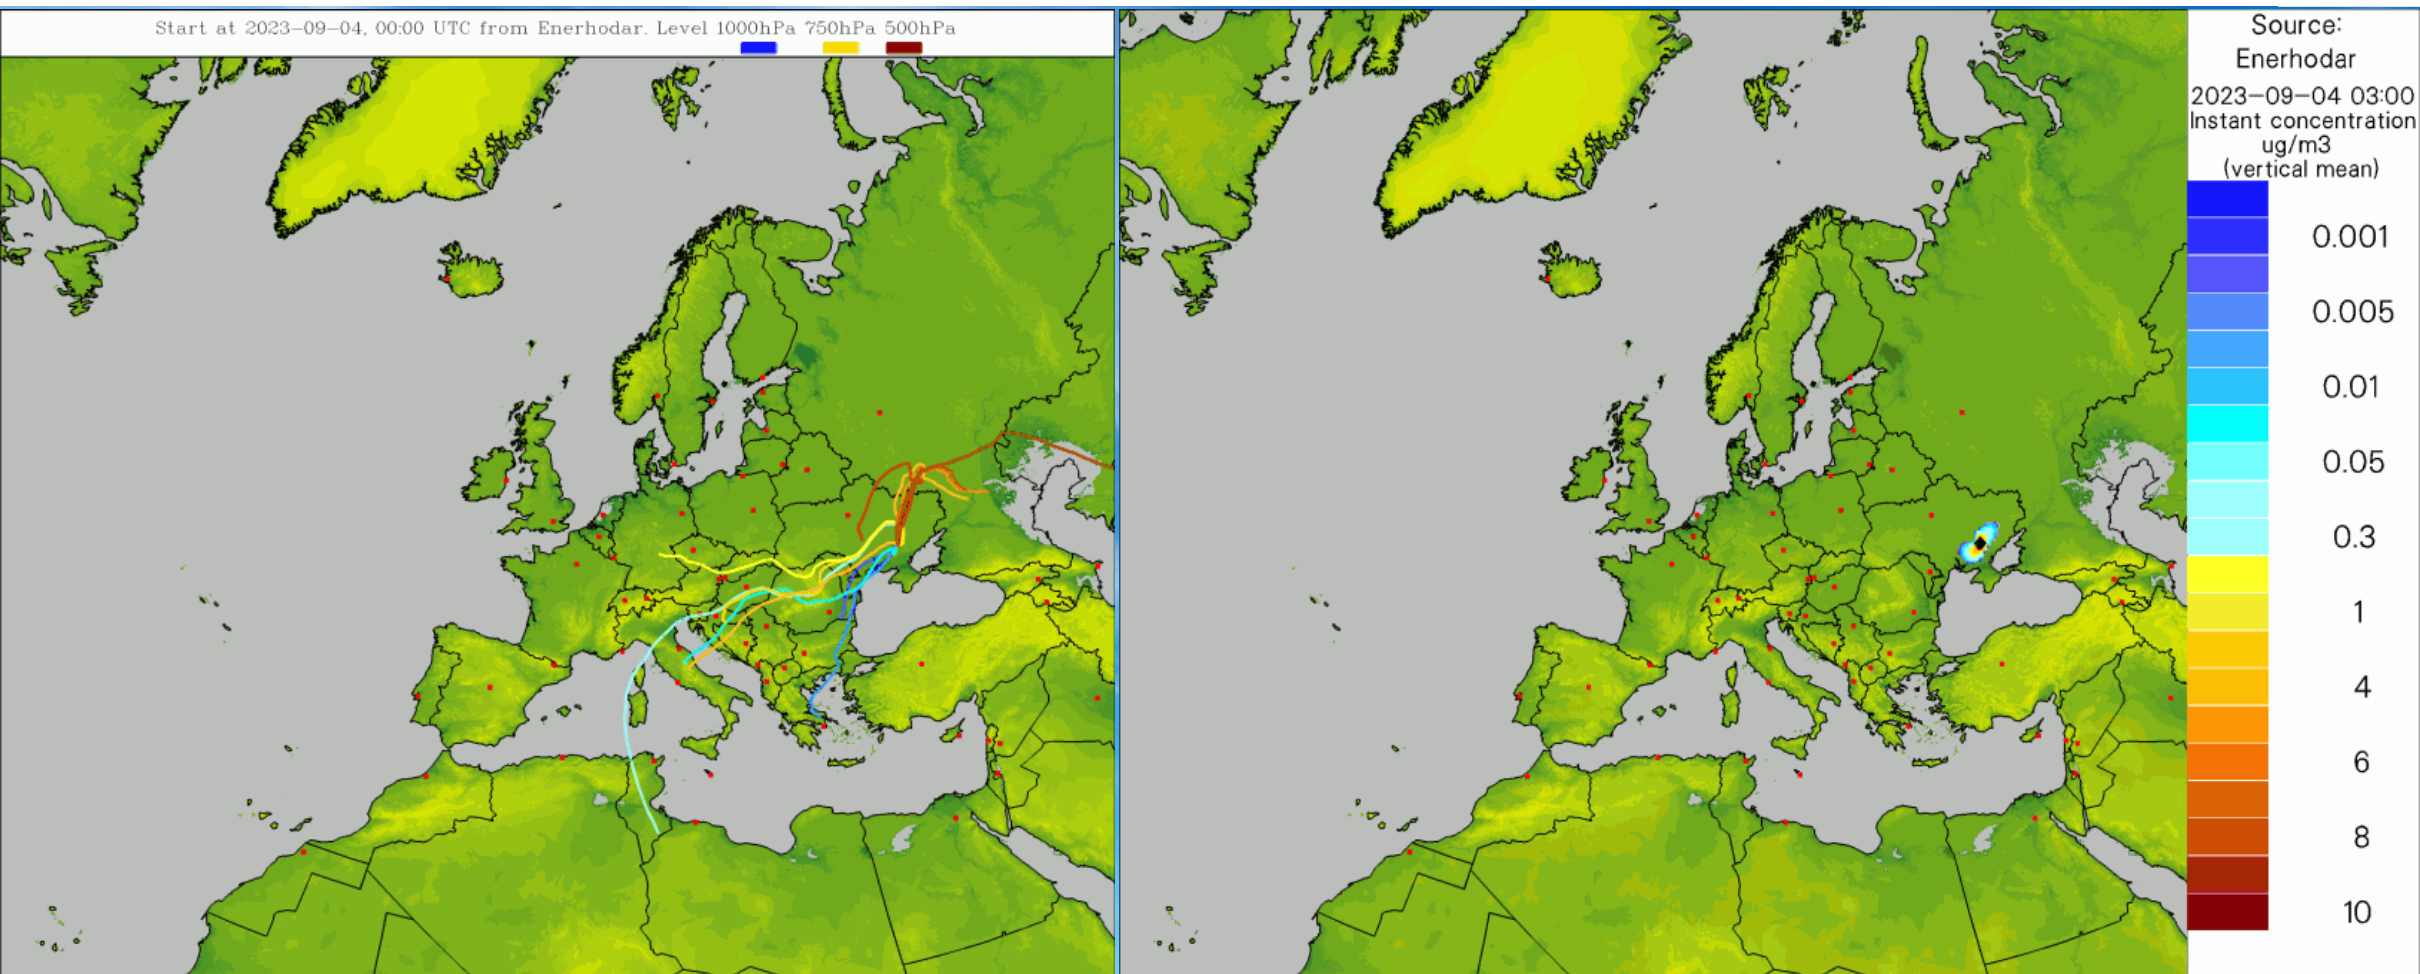 Start at 2023-09-04, 00:00 UTC from Enerhodar. Level 1000hPa 750hPa 500hPa
Source:
Enerhodar
2023-09-04 03:00
Instant concentration
ug/m3
(vertical mean)
0.001
0.005
0.01
0.05
0.3
1
4
6
8
10